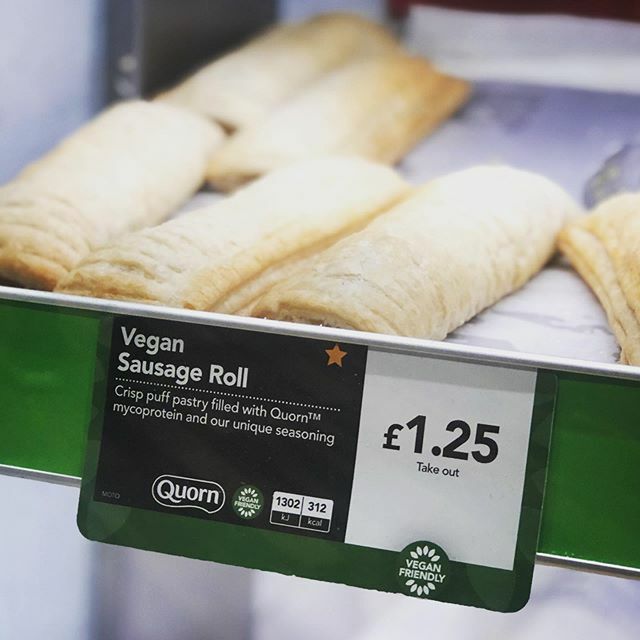 Vegan
Sausage Roll
Crisp puff pastry filled with Quorn™
mycoprotein and our unique seasoning
MOTO
Quorn
VEGAN
FRIENDLY
1302 312
kJ kcal
£1.25
Take out
VEGAN
FRIENDLY